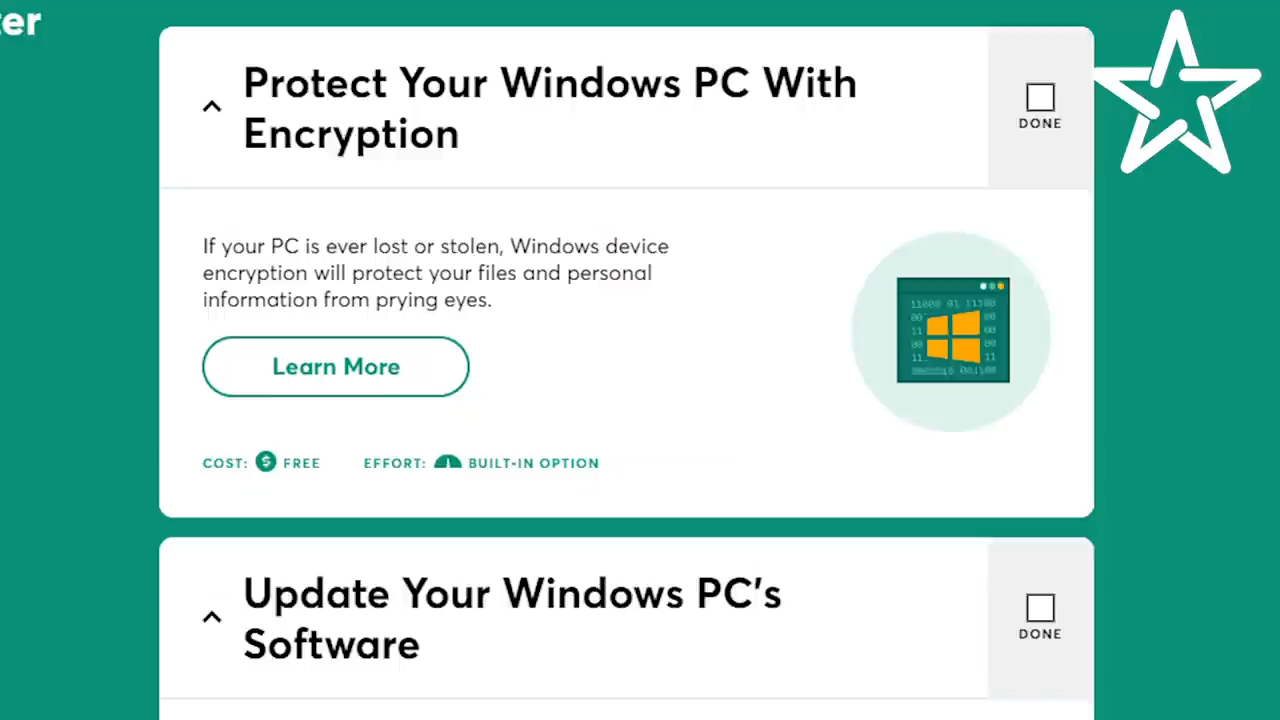 ter
Protect Your Windows PC With
Encryption
DONE
If your PC is ever lost or stolen, Windows device
encryption will protect your files and personal
information from prying eyes.
Learn More
COST: FREE EFFORT: BUILT-IN OPTION
Update Your Windows PC's
Software
DONE